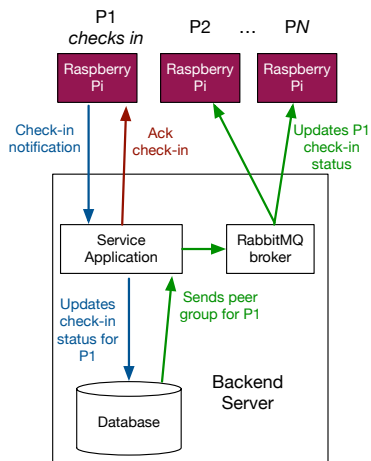 P1
checks in
P2
...
PN
Raspberry
Pi
Raspberry
Pi
Raspberry
Pi
Check-in
notification
Ack
check-in
Updates P1
check-in
status
Service
Application
RabbitMQ
broker
Updates
check-in
status for
P1
Sends peer
group for P1
Database
Backend
Server